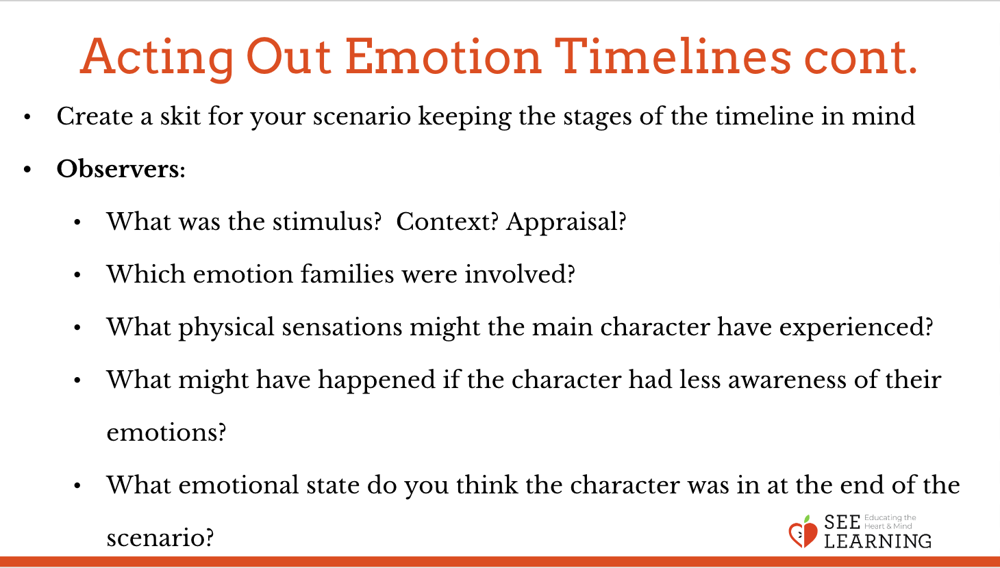 Acting Out Emotion Timelines cont.
• Create a skit for your scenario keeping the stages of the timeline in mind
• Observers:
• What was the stimulus?  Context? Appraisal?
• Which emotion families were involved?
• What physical sensations might the main character have experienced?
• What might have happened if the character had less awareness of their
emotions?
• What emotional state do you think the character was in at the end of the
scenario?
SEE Educating the
Heart & Mind
LEARNING